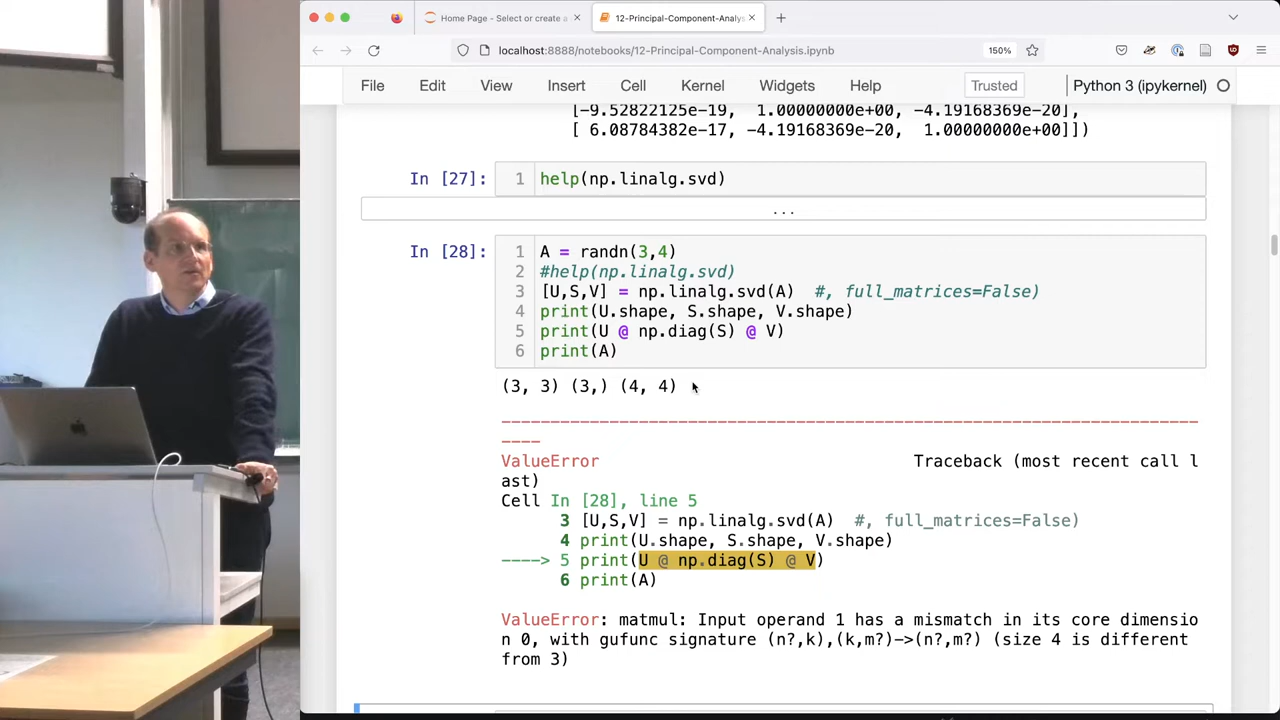 Home Page - Select or create a
12-Principal-Component-Analys
localhost:8888/notebooks/12-Principal-Component-Analysis.ipynb
150%
File Edit View Insert Cell Kernel Widgets Help Trusted Python 3 (ipykernel)
[-9.52822125e-19, 1.00000000e+00, -4.19168369e-20],
[ 6.08784382e-17, -4.19168369e-20, 1.00000000e+00]])
In [27]: 1 help(np.linalg.svd)
...
In [28]: 1 A = randn(3,4)
2 #help(np.linalg.svd)
3 [U,S,V] = np.linalg.svd(A) #, full_matrices=False)
4 print(U.shape, S.shape, V.shape)
5 print(U @ np.diag(S) @ V)
6 print(A)
(3, 3) (3,) (4, 4)
---------------------------------------------------------------------------
ValueError Traceback (most recent call l
ast)
Cell In [28], line 5
3 [U,S,V] = np.linalg.svd(A) #, full_matrices=False)
4 print(U.shape, S.shape, V.shape)
----> 5 print(U @ np.diag(S) @ V)
6 print(A)
ValueError: matmul: Input operand 1 has a mismatch in its core dimensio
n 0, with gufunc signature (n?,k),(k,m?)->(n?,m?) (size 4 is different
from 3)